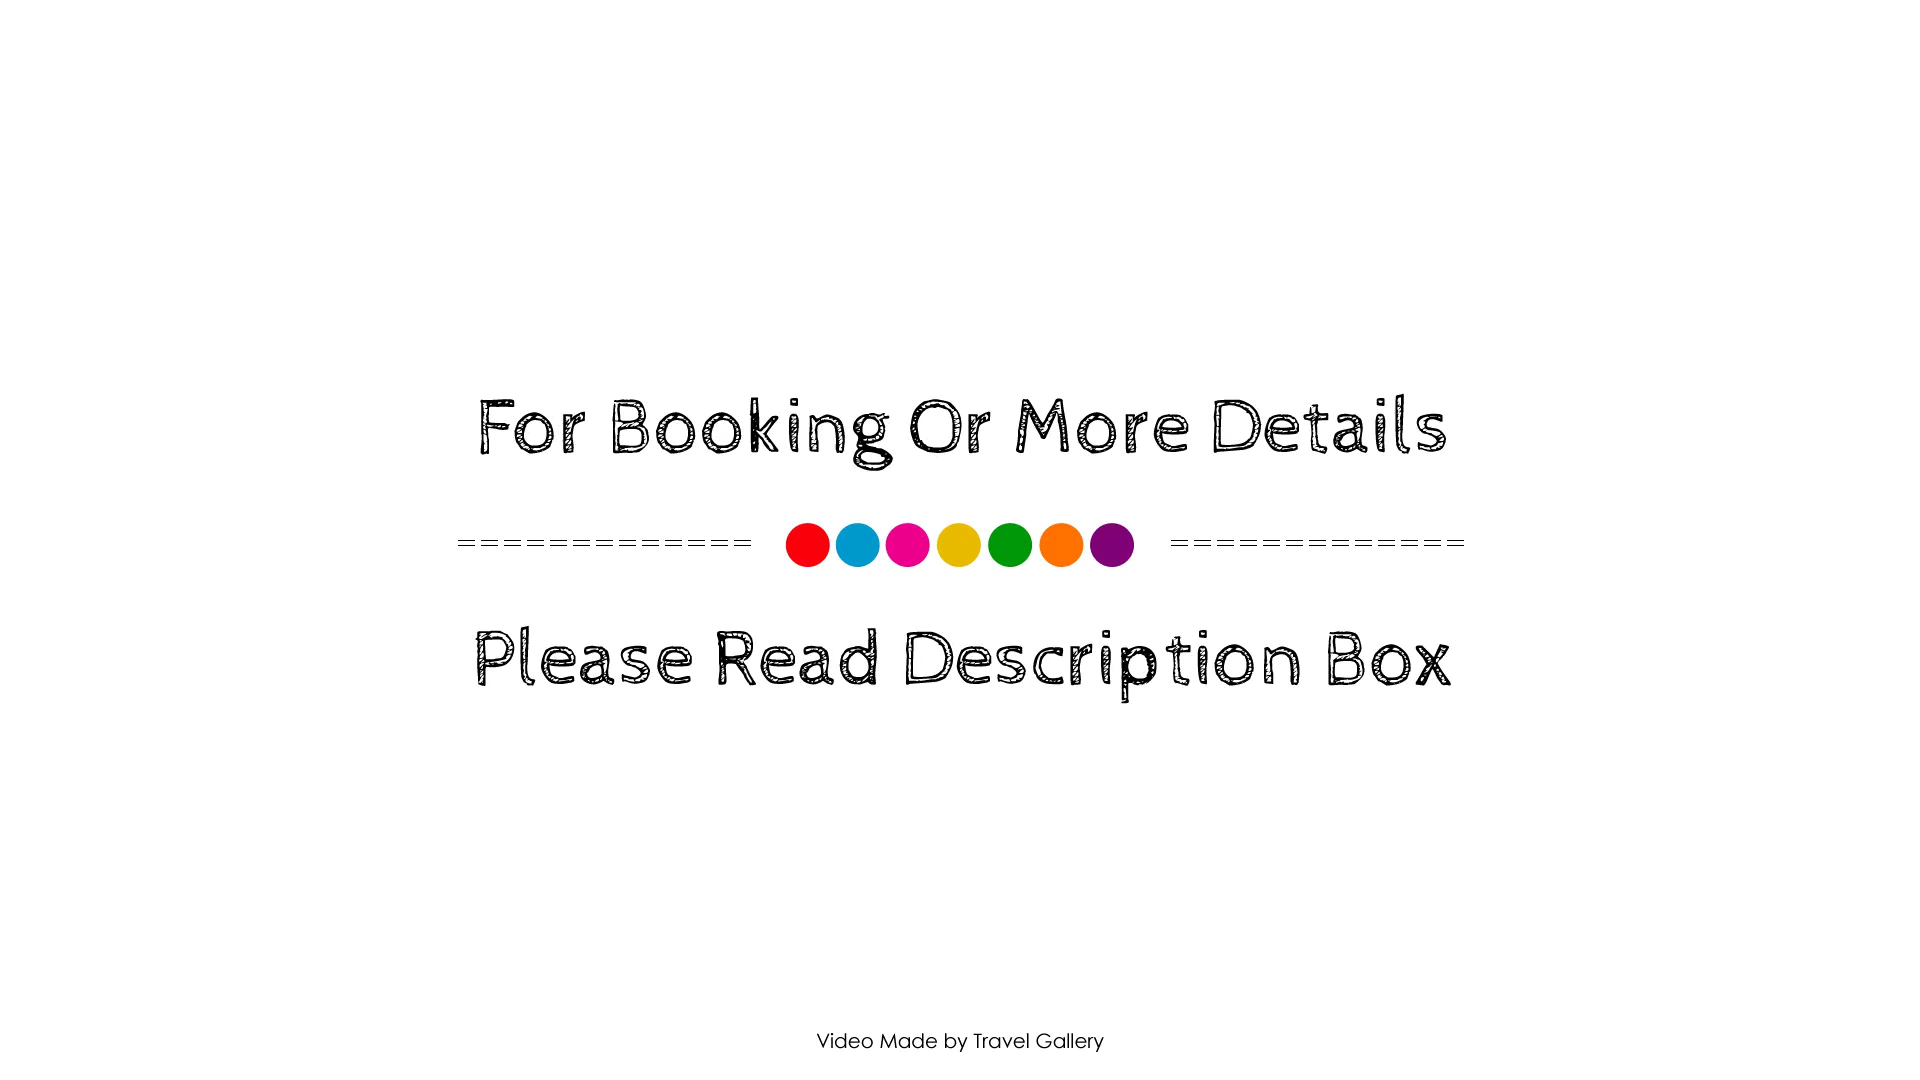 For Booking Or More Details
============= =============
Please Read Description Box
Video Made by Travel Gallery